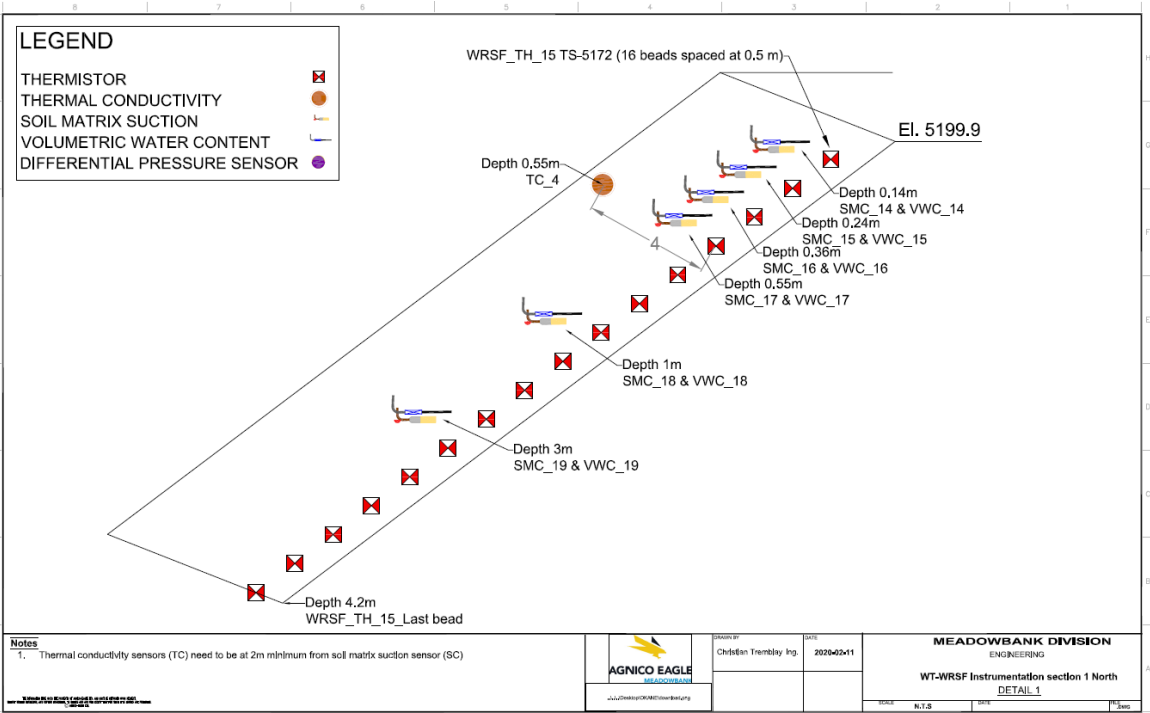 8 7 6 5 4 3 2 1
LEGEND
THERMISTOR
THERMAL CONDUCTIVITY
SOIL MATRIX SUCTION
VOLUMETRIC WATER CONTENT
DIFFERENTIAL PRESSURE SENSOR
WRSF_TH_15 TS-5172 (16 beads spaced at 0.5 m)
El. 5199.9
Depth 0,55m
TC_4
4
Depth 0,14m
SMC_14 & VWC_14
Depth 0.24m
SMC_15 & VWC_15
Depth 0,36m
SMC_16 & VWC_16
Depth 0.55m
SMC_17 & VWC_17
Depth 1m
SMC_18 & VWC_18
Depth 3m
SMC_19 & VWC_19
Depth 4.2m
WRSF_TH_15_Last bead
Notes
1. Thermal conductivity sensors (TC) need to be at 2m minimum from soil matrix suction sensor (SC)
AGNICO EAGLE
MEADOWBANK
DRAWN BY
Christian Tremblay Ing.
DATE
2020-02-11
MEADOWBANK DIVISION
ENGINEERING
WT-WRSF Instrumentation section 1 North
DETAIL 1
SCALE
N.T.S
DATE
FILE
.DWG